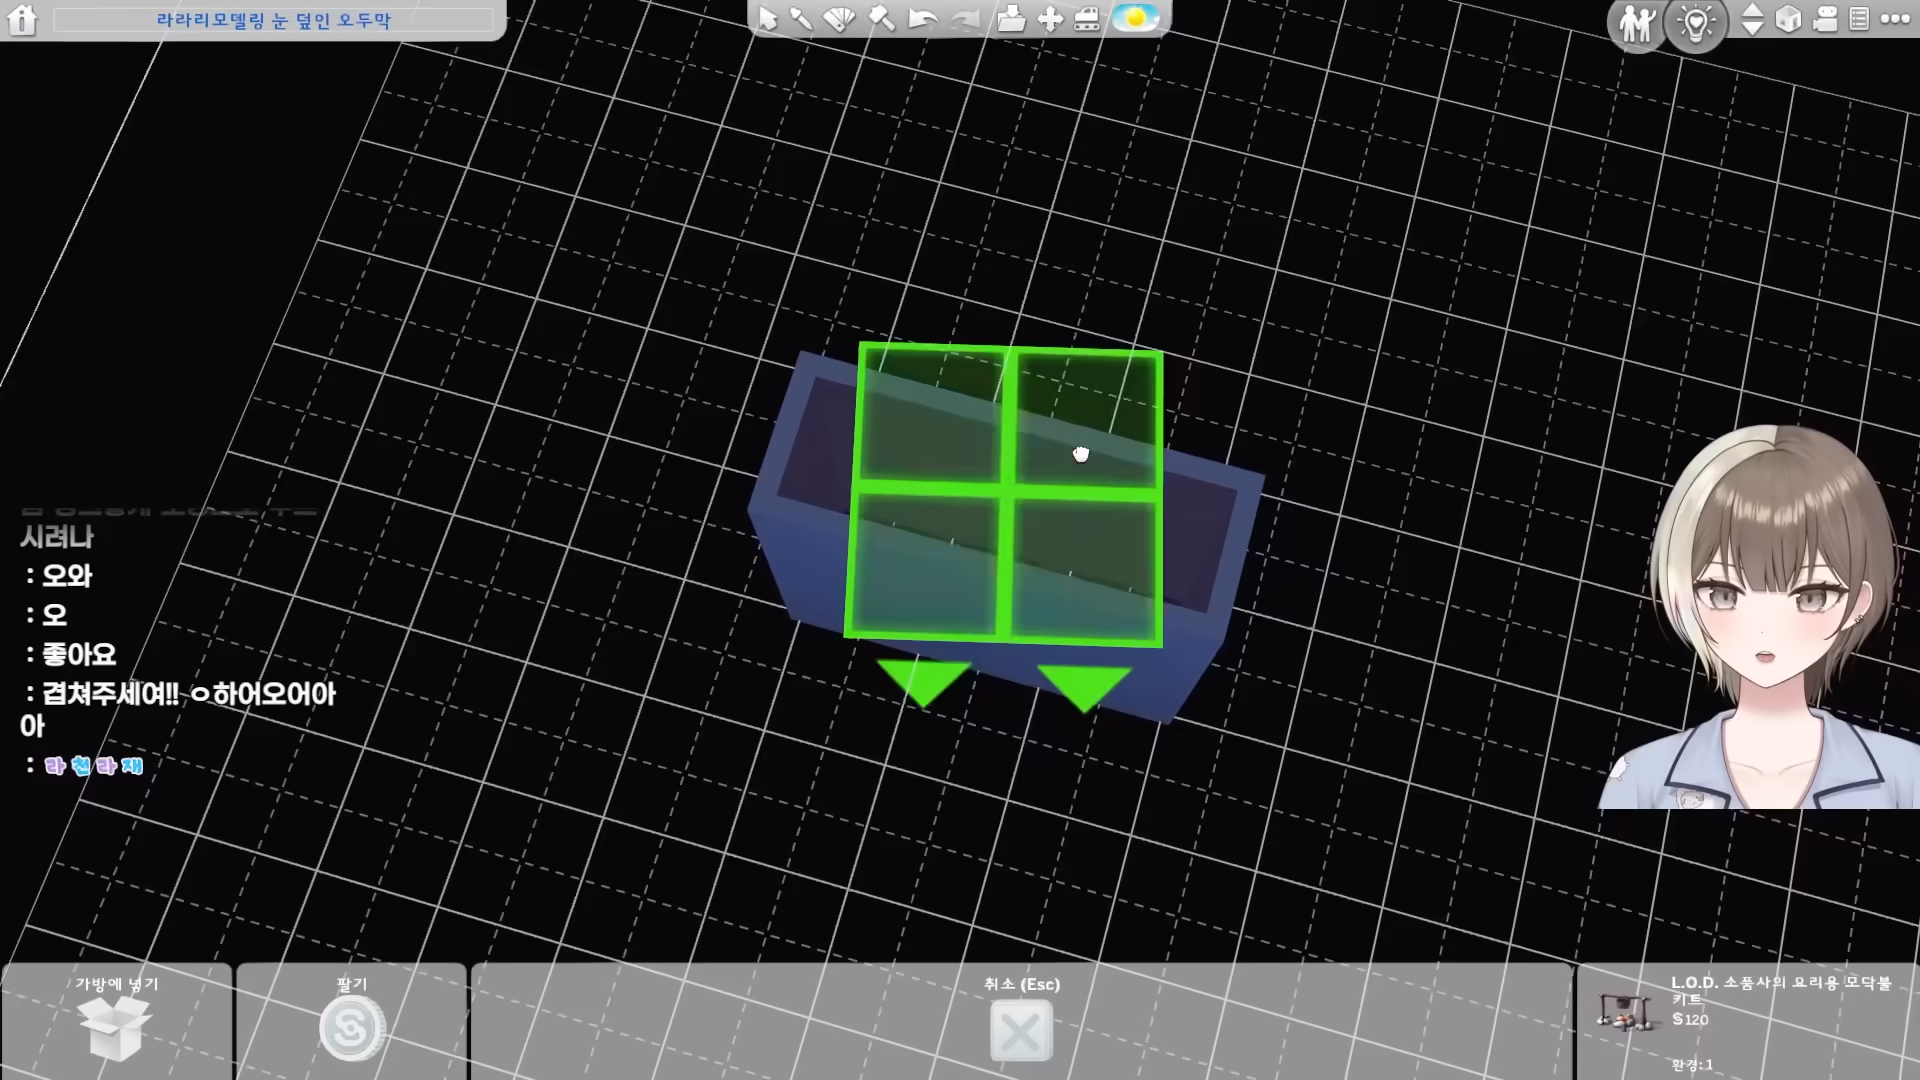 라라리모델링 눈 덮인 오두막
시려나
: 오와
: 오
: 좋아요
: 겹쳐주세여!! ㅇ하어오어아
아
: 라천라재
가방에 넣기
팔기
취소 (Esc)
L.O.D. 소품사의 요리용 모닥불
키트
§120
환경: 1